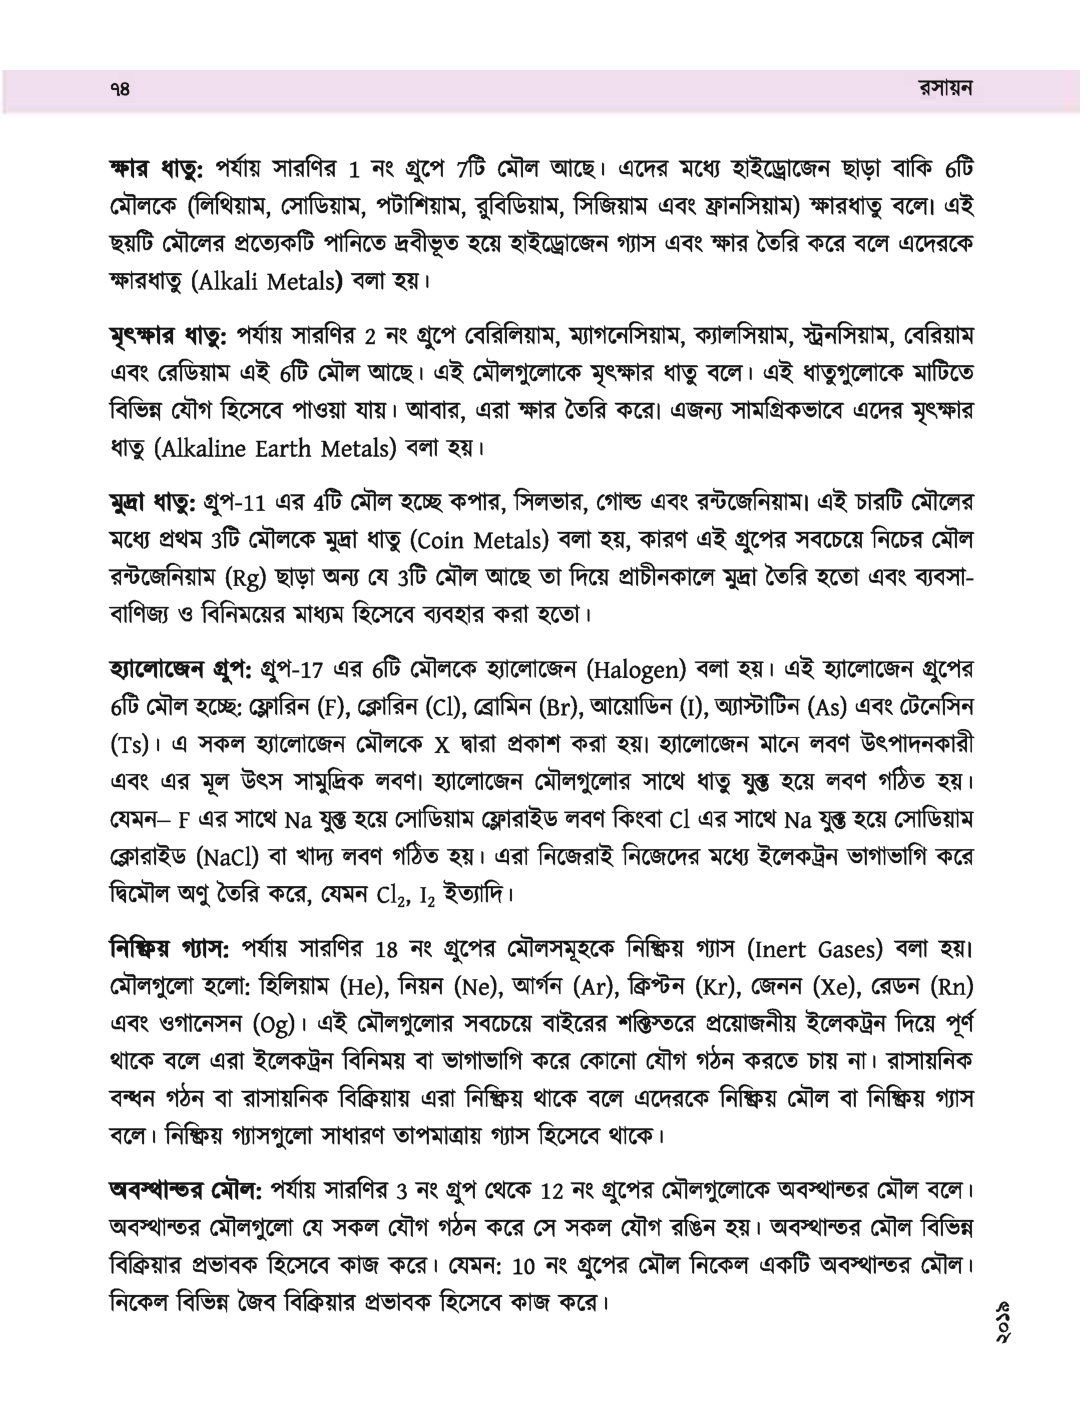 ৭৪
রসায়ন
ক্ষার ধাতু: পর্যায় সারণির 1 নং গ্রুপে 7টি মৌল আছে। এদের মধ্যে হাইড্রোজেন ছাড়া বাকি 6টি
মৌলকে (লিথিয়াম, সোডিয়াম, পটাশিয়াম, রুবিডিয়াম, সিজিয়াম এবং ফ্রানসিয়াম) ক্ষারধাতু বলে। এই
ছয়টি মৌলের প্রত্যেকটি পানিতে দ্রবীভূত হয়ে হাইড্রোজেন গ্যাস এবং ক্ষার তৈরি করে বলে এদেরকে
ক্ষারধাতু (Alkali Metals) বলা হয়।
মৃৎক্ষার ধাতু: পর্যায় সারণির 2 নং গ্রুপে বেরিলিয়াম, ম্যাগনেসিয়াম, ক্যালসিয়াম, স্ট্রনসিয়াম, বেরিয়াম
এবং রেডিয়াম এই 6টি মৌল আছে। এই মৌলগুলোকে মৃৎক্ষার ধাতু বলে। এই ধাতুগুলোকে মাটিতে
বিভিন্ন যৌগ হিসেবে পাওয়া যায়। আবার, এরা ক্ষার তৈরি করে। এজন্য সামগ্রিকভাবে এদের মৃৎক্ষার
ধাতু (Alkaline Earth Metals) বলা হয়।
মুদ্রা ধাতু: গ্রুপ-11 এর 4টি মৌল হচ্ছে কপার, সিলভার, গোল্ড এবং রন্টজেনিয়াম। এই চারটি মৌলের
মধ্যে প্রথম 3টি মৌলকে মুদ্রা ধাতু (Coin Metals) বলা হয়, কারণ এই গ্রুপের সবচেয়ে নিচের মৌল
রন্টজেনিয়াম (Rg) ছাড়া অন্য যে 3টি মৌল আছে তা দিয়ে প্রাচীনকালে মুদ্রা তৈরি হতো এবং ব্যবসা-
বাণিজ্য ও বিনিময়ের মাধ্যম হিসেবে ব্যবহার করা হতো।
হ্যালোজেন গ্রুপ: গ্রুপ-17 এর 6টি মৌলকে হ্যালোজেন (Halogen) বলা হয়। এই হ্যালোজেন গ্রুপের
6টি মৌল হচ্ছে: ফ্লোরিন (F), ক্লোরিন (Cl), ব্রোমিন (Br), আয়োডিন (I), অ্যাস্টাটিন (As) এবং টেনেসিন
(Ts)। এ সকল হ্যালোজেন মৌলকে X দ্বারা প্রকাশ করা হয়। হ্যালোজেন মানে লবণ উৎপাদনকারী
এবং এর মূল উৎস সামুদ্রিক লবণ। হ্যালোজেন মৌলগুলোর সাথে ধাতু যুক্ত হয়ে লবণ গঠিত হয়।
যেমন– F এর সাথে Na যুক্ত হয়ে সোডিয়াম ফ্লোরাইড লবণ কিংবা Cl এর সাথে Na যুক্ত হয়ে সোডিয়াম
ক্লোরাইড (NaCl) বা খাদ্য লবণ গঠিত হয়। এরা নিজেরাই নিজেদের মধ্যে ইলেকট্রন ভাগাভাগি করে
দ্বিমৌল অণু তৈরি করে, যেমন Cl₂, I₂ ইত্যাদি।
নিষ্ক্রিয় গ্যাস: পর্যায় সারণির 18 নং গ্রুপের মৌলসমূহকে নিষ্ক্রিয় গ্যাস (Inert Gases) বলা হয়।
মৌলগুলো হলো: হিলিয়াম (He), নিয়ন (Ne), আর্গন (Ar), ক্রিপ্টন (Kr), জেনন (Xe), রেডন (Rn)
এবং ওগানেসন (Og)। এই মৌলগুলোর সবচেয়ে বাইরের শক্তিস্তরে প্রয়োজনীয় ইলেকট্রন দিয়ে পূর্ণ
থাকে বলে এরা ইলেকট্রন বিনিময় বা ভাগাভাগি করে কোনো যৌগ গঠন করতে চায় না। রাসায়নিক
বন্ধন গঠন বা রাসায়নিক বিক্রিয়ায় এরা নিষ্ক্রিয় থাকে বলে এদেরকে নিষ্ক্রিয় মৌল বা নিষ্ক্রিয় গ্যাস
বলে। নিষ্ক্রিয় গ্যাসগুলো সাধারণ তাপমাত্রায় গ্যাস হিসেবে থাকে।
অবস্থান্তর মৌল: পর্যায় সারণির 3 নং গ্রুপ থেকে 12 নং গ্রুপের মৌলগুলোকে অবস্থান্তর মৌল বলে।
অবস্থান্তর মৌলগুলো যে সকল যৌগ গঠন করে সে সকল যৌগ রঙিন হয়। অবস্থান্তর মৌল বিভিন্ন
বিক্রিয়ার প্রভাবক হিসেবে কাজ করে। যেমন: 10 নং গ্রুপের মৌল নিকেল একটি অবস্থান্তর মৌল।
নিকেল বিভিন্ন জৈব বিক্রিয়ার প্রভাবক হিসেবে কাজ করে।
২০১৯